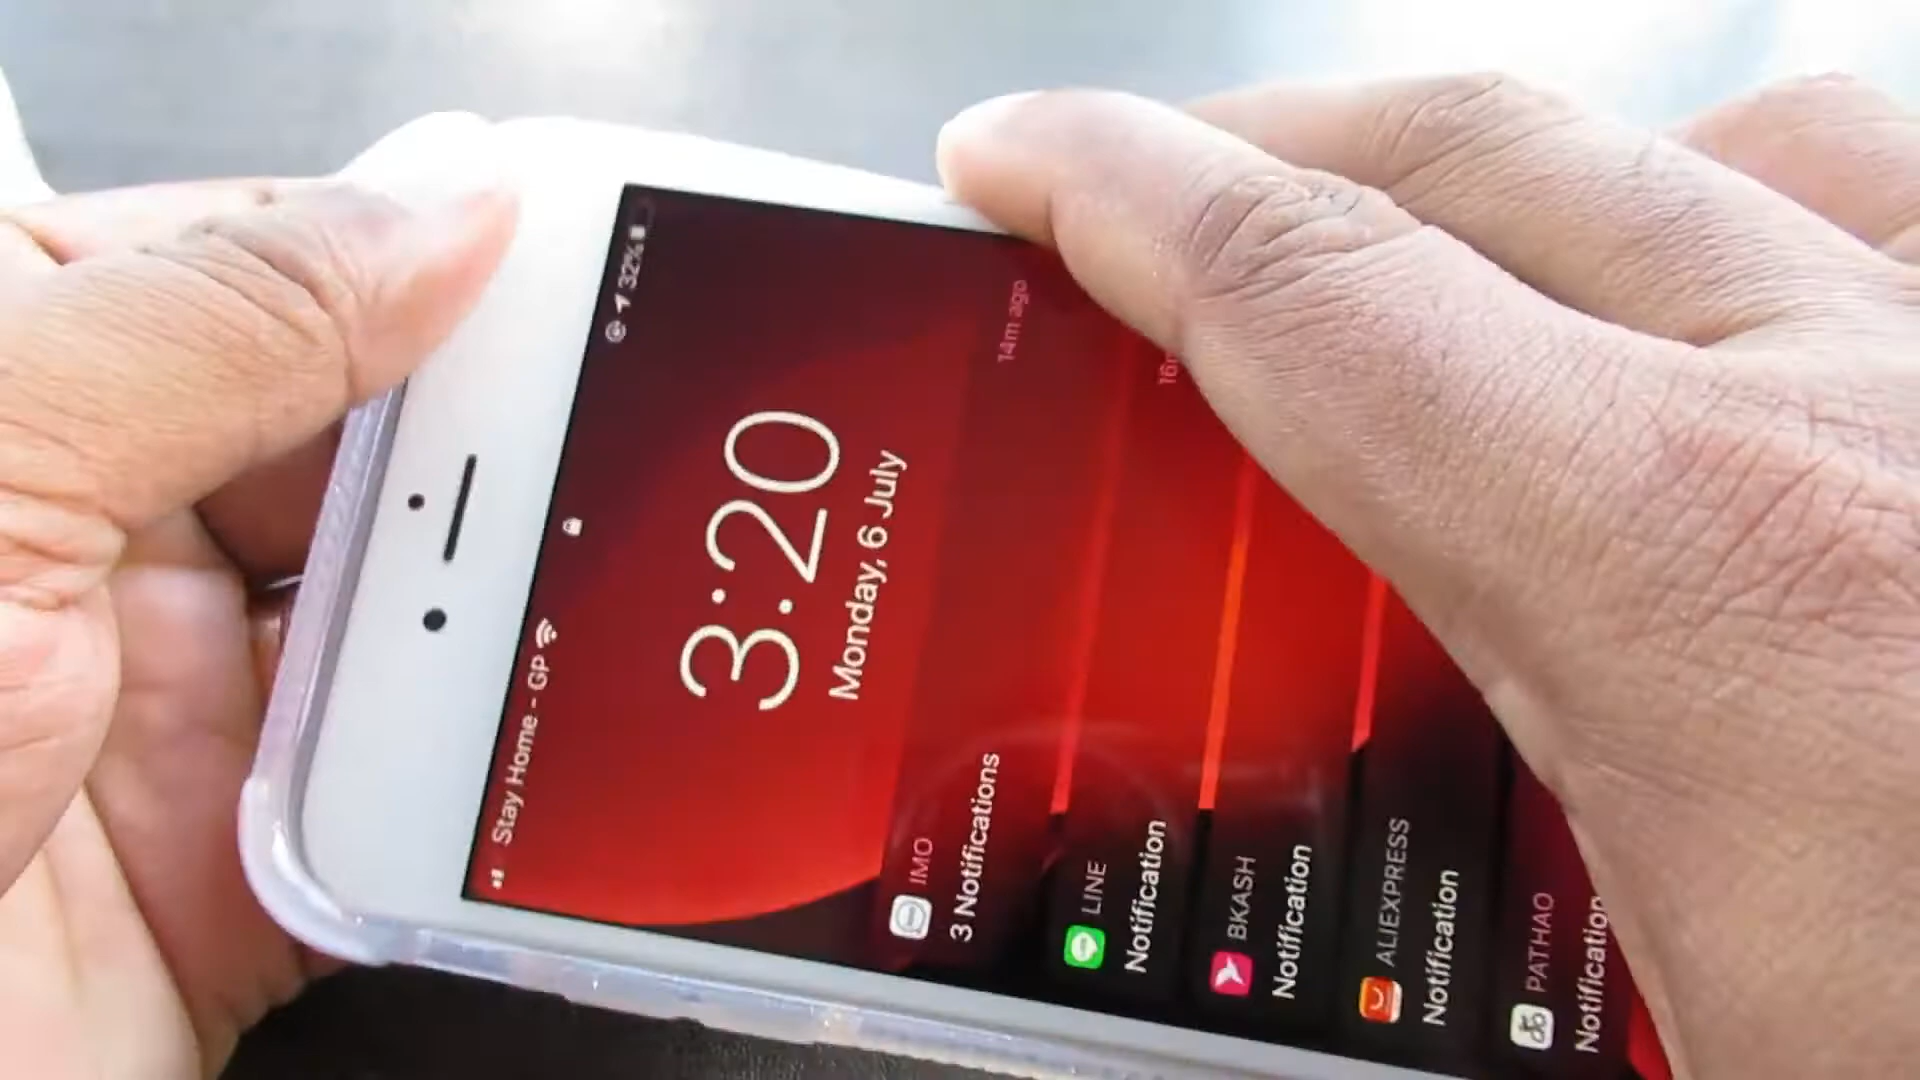 Stay Home - GP
32%
3:20
Monday, 6 July
IMO
14m ago
3 Notifications
LINE
Notification
BKASH
Notification
ALIEXPRESS
Notification
PATHAO
Notification